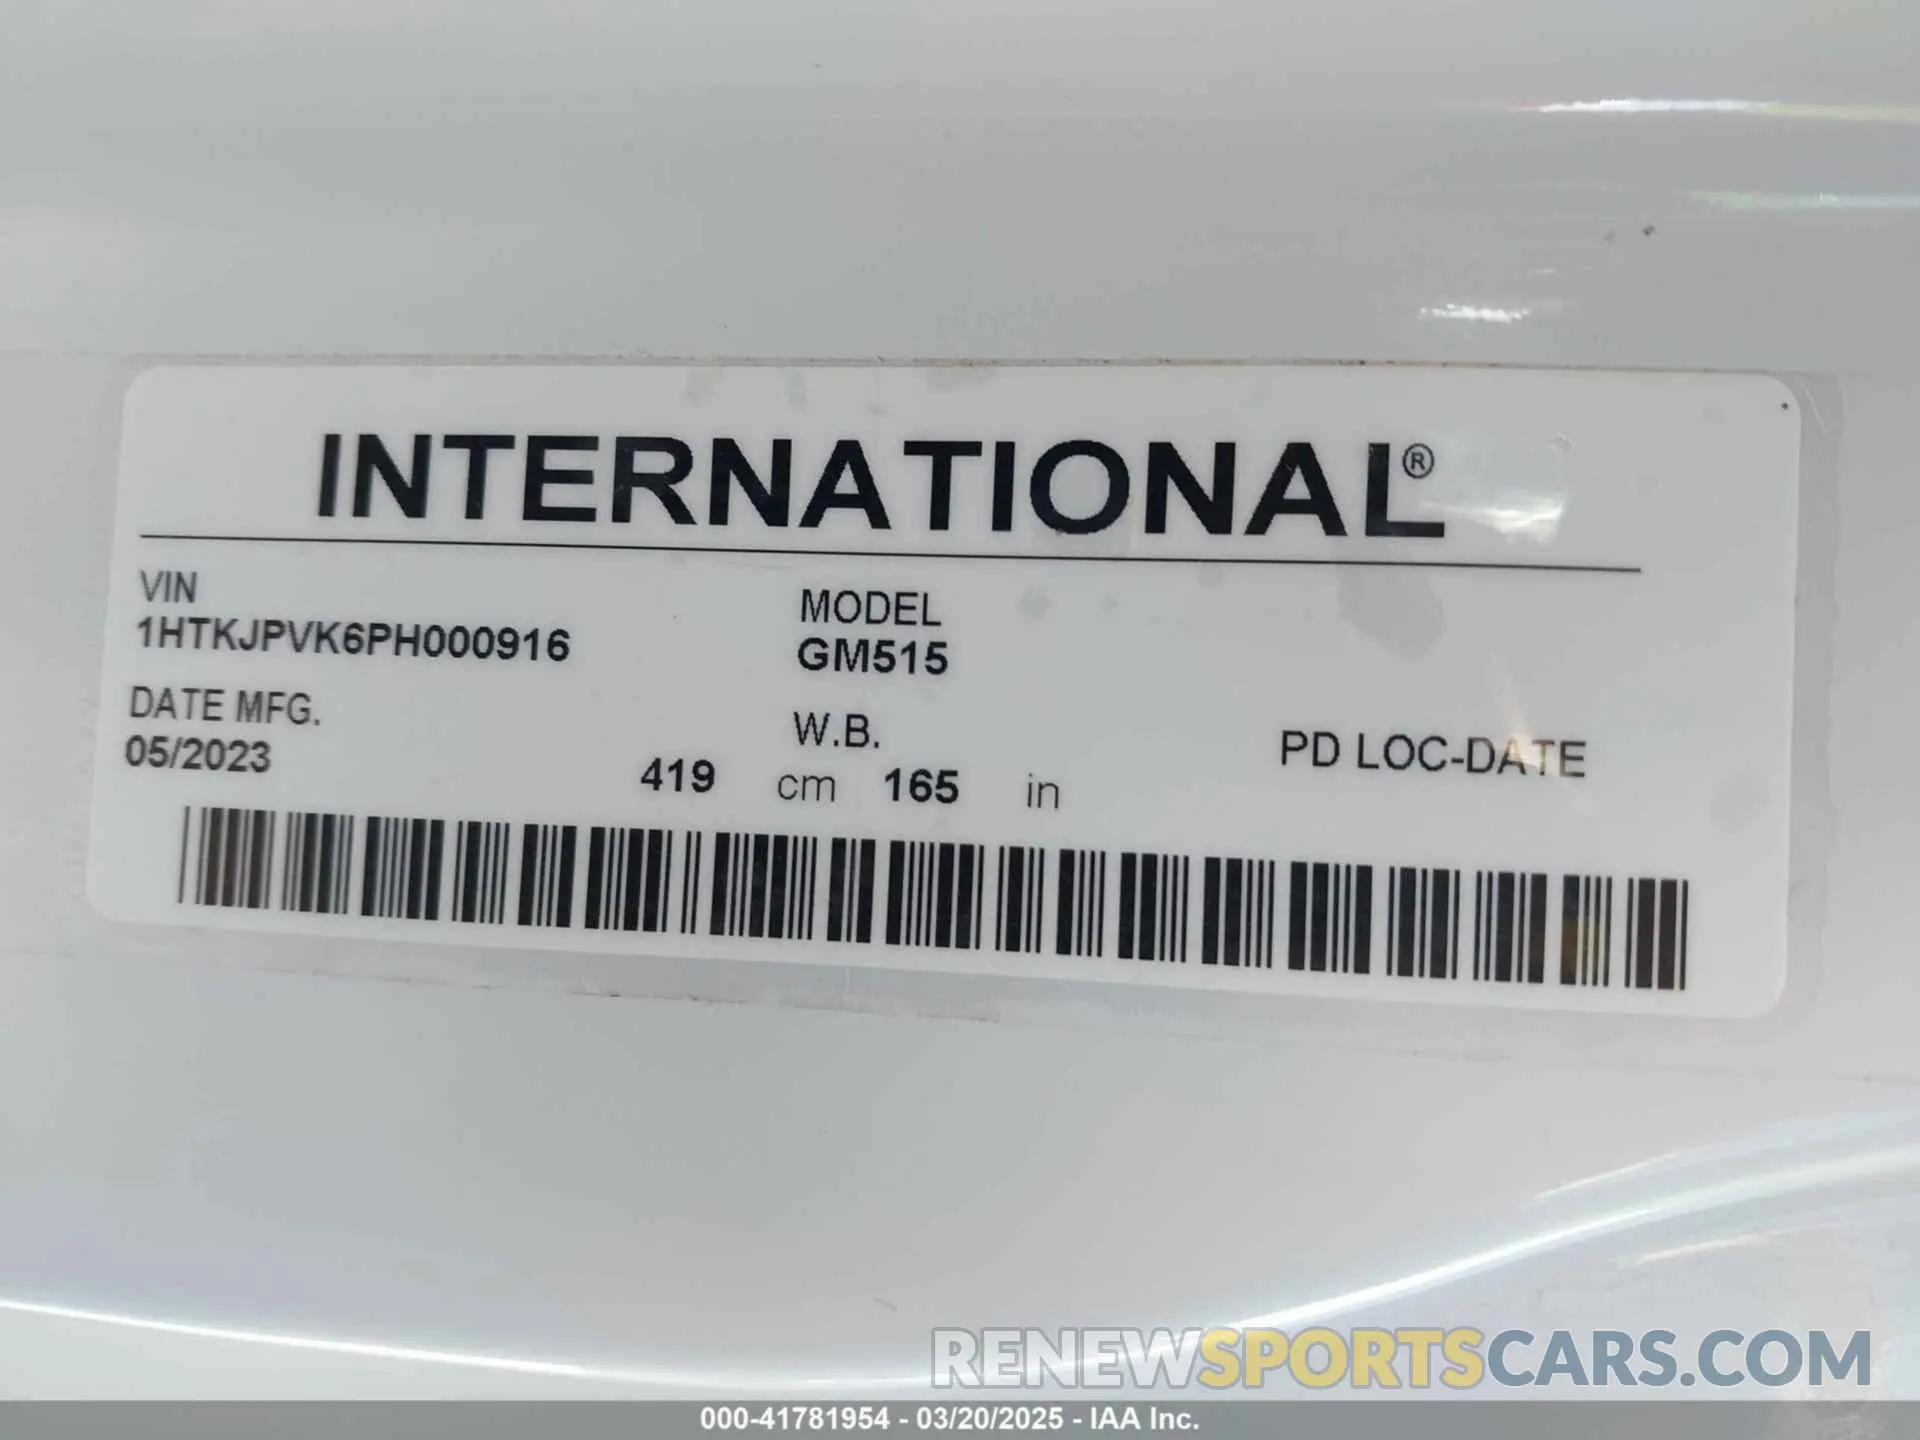 INTERNATIONAL®
VIN
1HTKJPVK6PH000916
MODEL
GM515
DATE MFG.
05/2023
W.B.
419 cm 165 in
PD LOC-DATE
RENEWSPORTSCARS.COM
000-41781954 - 03/20/2025 - IAA Inc.